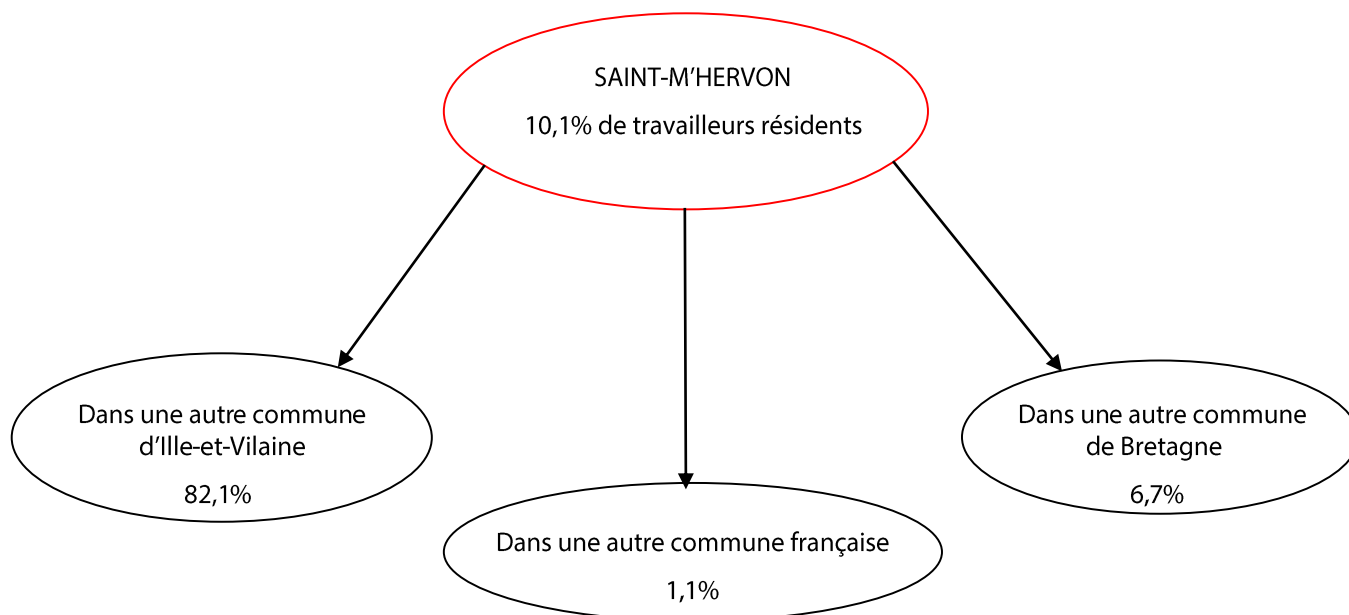 SAINT-M’HERVON
10,1% de travailleurs résidents
Dans une autre commune
d’Ille-et-Vilaine
82,1%
Dans une autre commune française
1,1%
Dans une autre commune
de Bretagne
6,7%